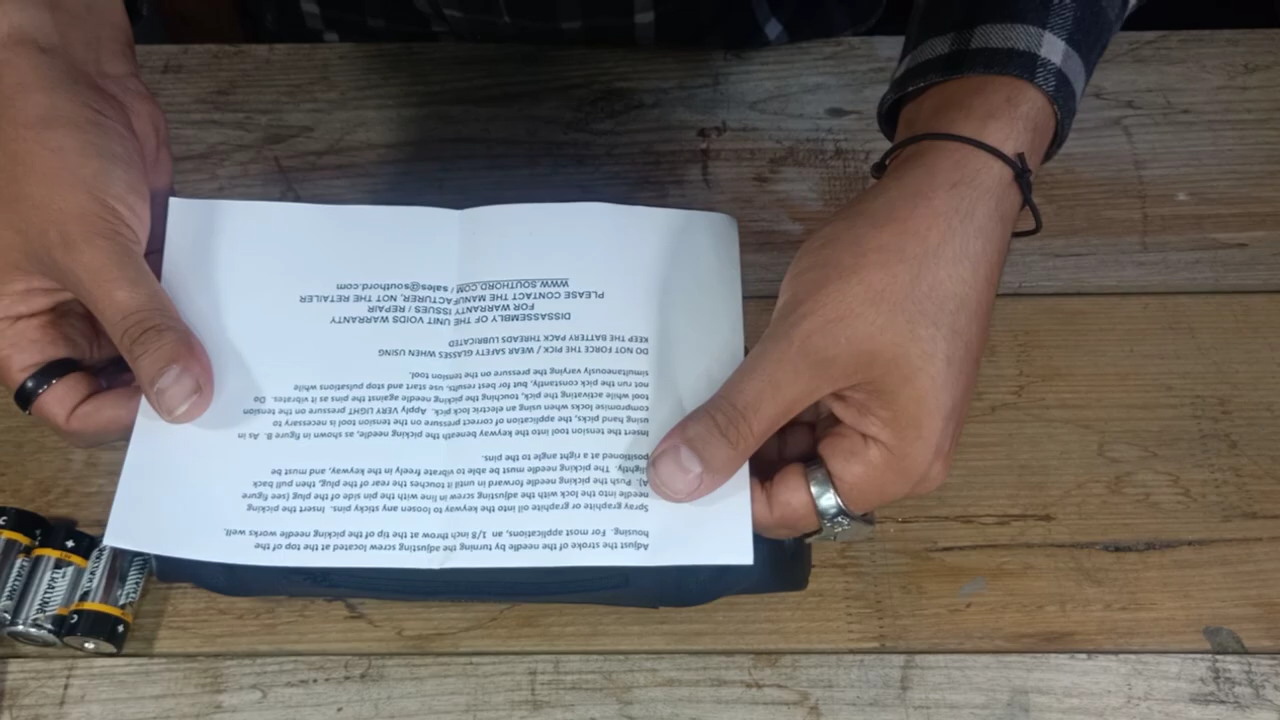 Adjust the stroke of the needle by turning the adjusting screw located at the top of the
housing. For most applications, an 1/8 inch throw at the tip of the picking needle works well.
Spray graphite or graphite oil into the keyway to loosen any sticky pins. Insert the picking
needle into the lock with the adjusting screw in line with the pin side of the plug (see figure
A). Push the picking needle forward in until it touches the rear of the plug, then pull back
slightly. The picking needle must be able to vibrate freely in the keyway, and must be
positioned at a right angle to the pins.
Insert the tension tool into the keyway beneath the picking needle, as shown in figure B. As in
using hand picks, the application of correct pressure on the tension tool is necessary to
compromise locks when using an electric lock pick. Apply VERY LIGHT pressure on the tension
tool while activating the pick, touching the picking needle against the pins as it vibrates. Do
not run the pick constantly, but for best results, use start and stop pulsations while
simultaneously varying the pressure on the tension tool.
DO NOT FORCE THE PICK / WEAR SAFETY GLASSES WHEN USING
KEEP THE BATTERY PACK THREADS LUBRICATED
DISSASSEMBLY OF THE UNIT VOIDS WARRANTY
FOR WARRANTY ISSUES / REPAIR
PLEASE CONTACT THE MANUFACTURER, NOT THE RETAILER
WWW.SOUTHORD.COM / sales@southord.com
C
C